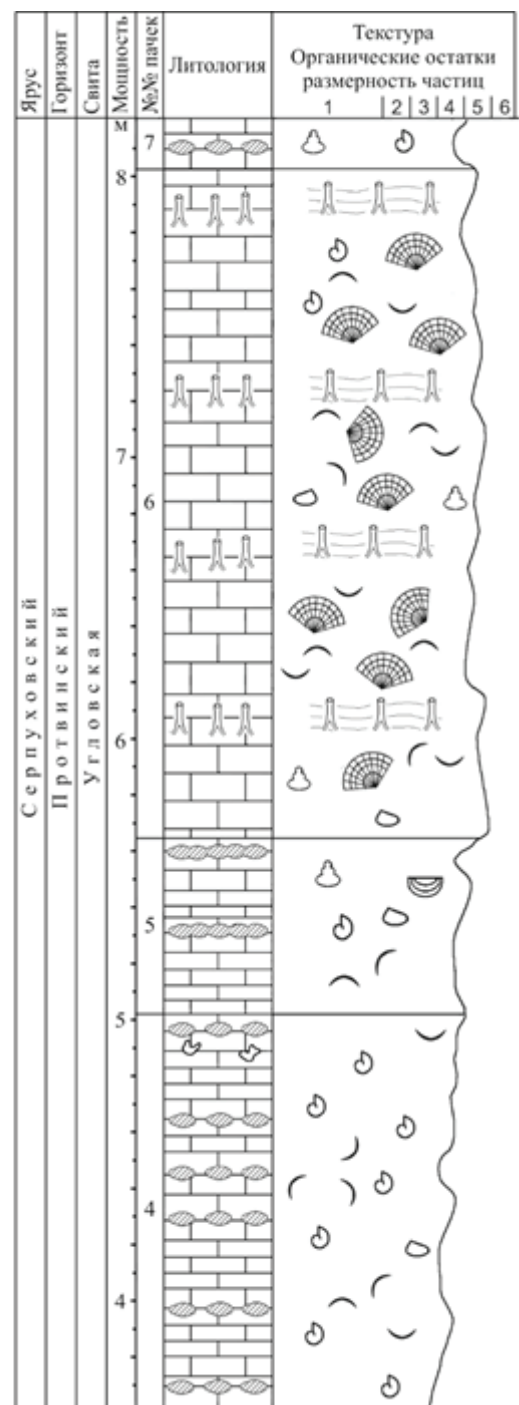 Ярус
Горизонт
Свита
Мощность
№№ пачек
Литология
Текстура
Органические остатки
размерность частиц
1 2 3 4 5 6
м
7
8
7
6
6
5
5
4
4
Серпуховский
Протвинский
Угловская